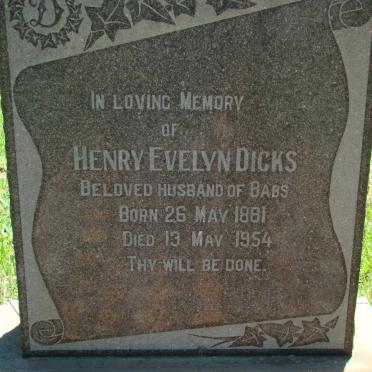 IN LOVING MEMORY
OF
HENRY EVELYN DICKS
BELOVED HUSBAND OF BABS
BORN 26 MAY 1881
DIED 13 MAY 1954
THY WILL BE DONE.